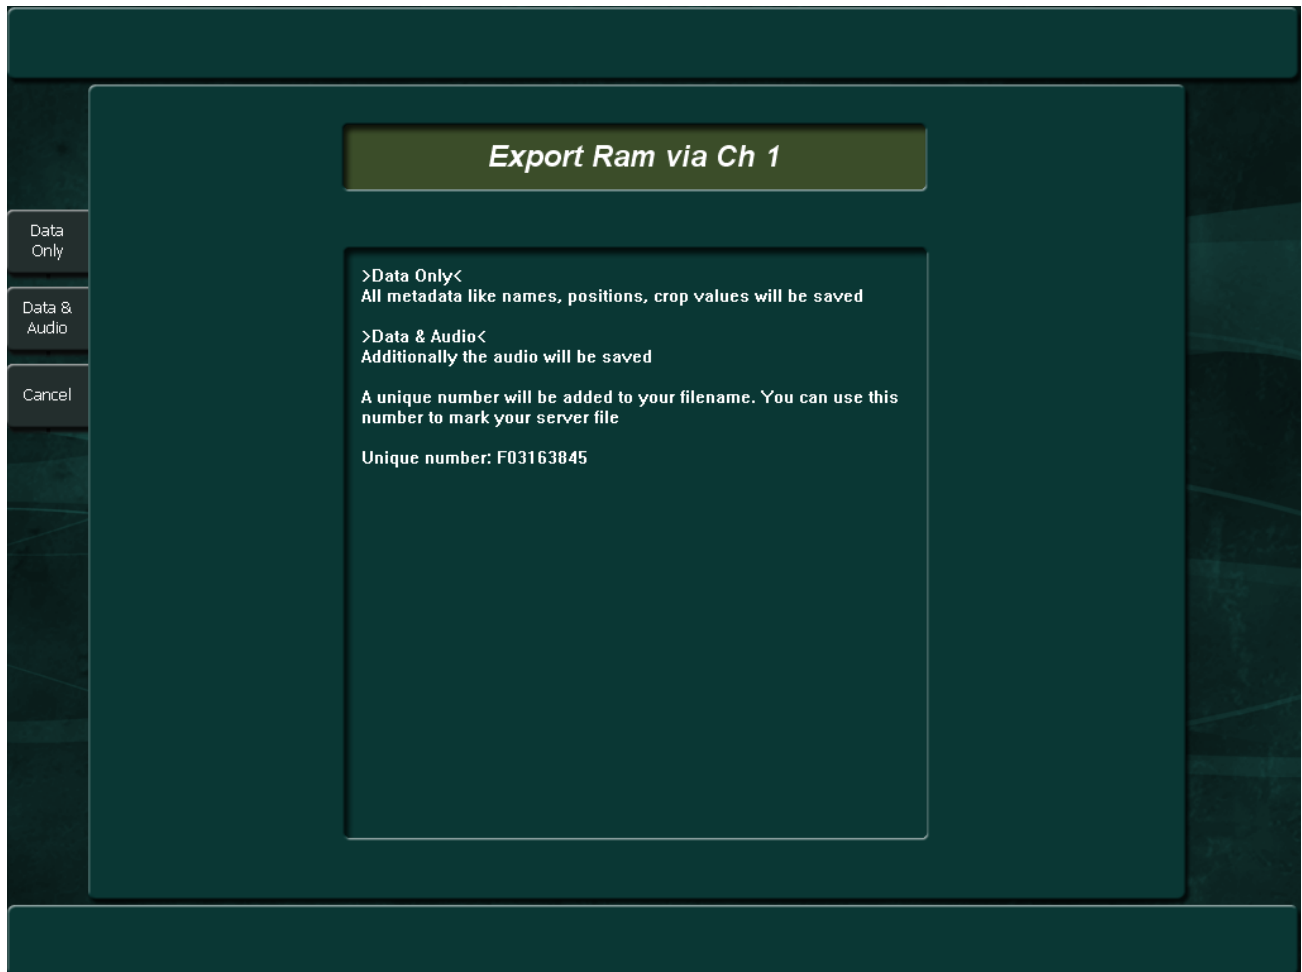 Export Ram via Ch 1
Data
Only
Data &
Audio
Cancel
>Data Only<
All metadata like names, positions, crop values will be saved
>Data & Audio<
Additionally the audio will be saved
A unique number will be added to your filename. You can use this
number to mark your server file
Unique number: F03163845